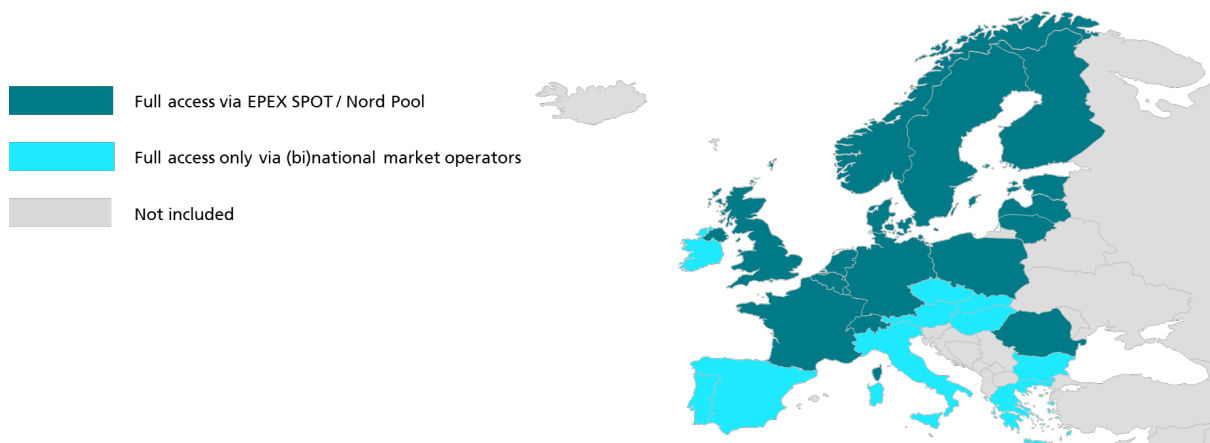 Full access via EPEX SPOT / Nord Pool
Full access only via (bi)national market operators
Not included